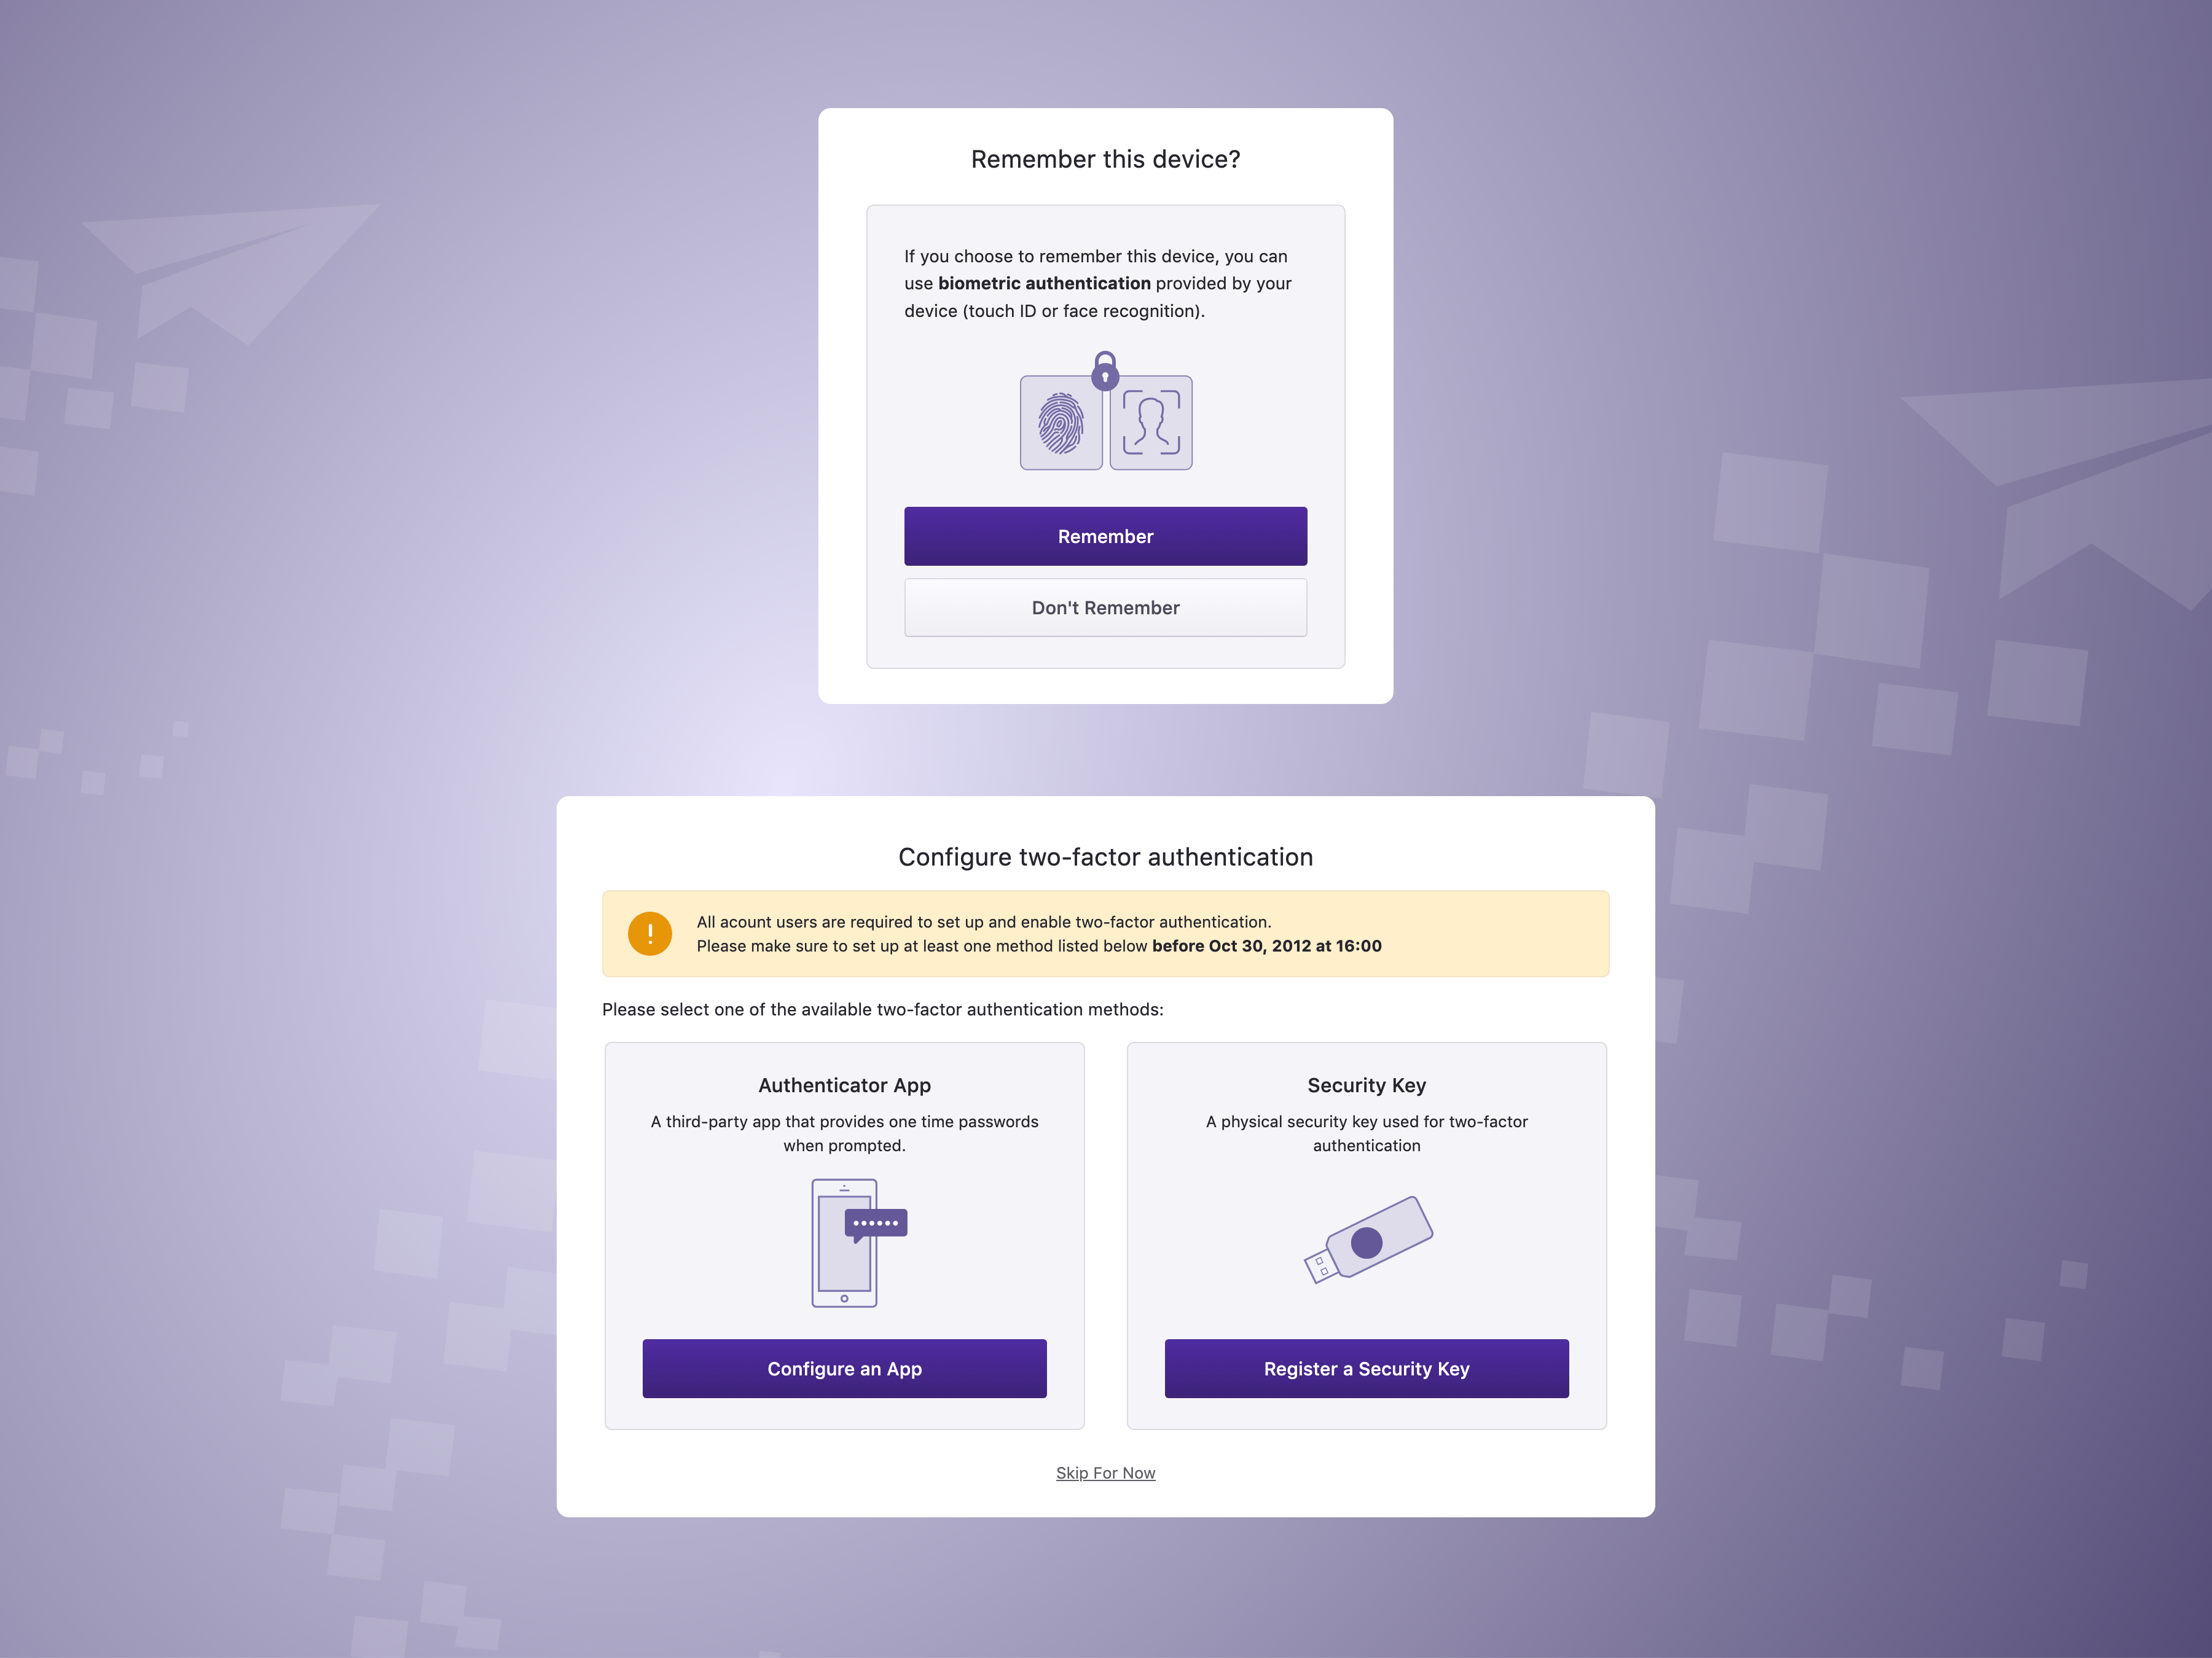 Remember this device?
If you choose to remember this device, you can
use biometric authentication provided by your
device (touch ID or face recognition).
Remember
Don't Remember
Configure two-factor authentication
All acount users are required to set up and enable two-factor authentication.
Please make sure to set up at least one method listed below before Oct 30, 2012 at 16:00
Please select one of the available two-factor authentication methods:
Authenticator App
A third-party app that provides one time passwords
when prompted.
Configure an App
Security Key
A physical security key used for two-factor
authentication
Register a Security Key
Skip For Now